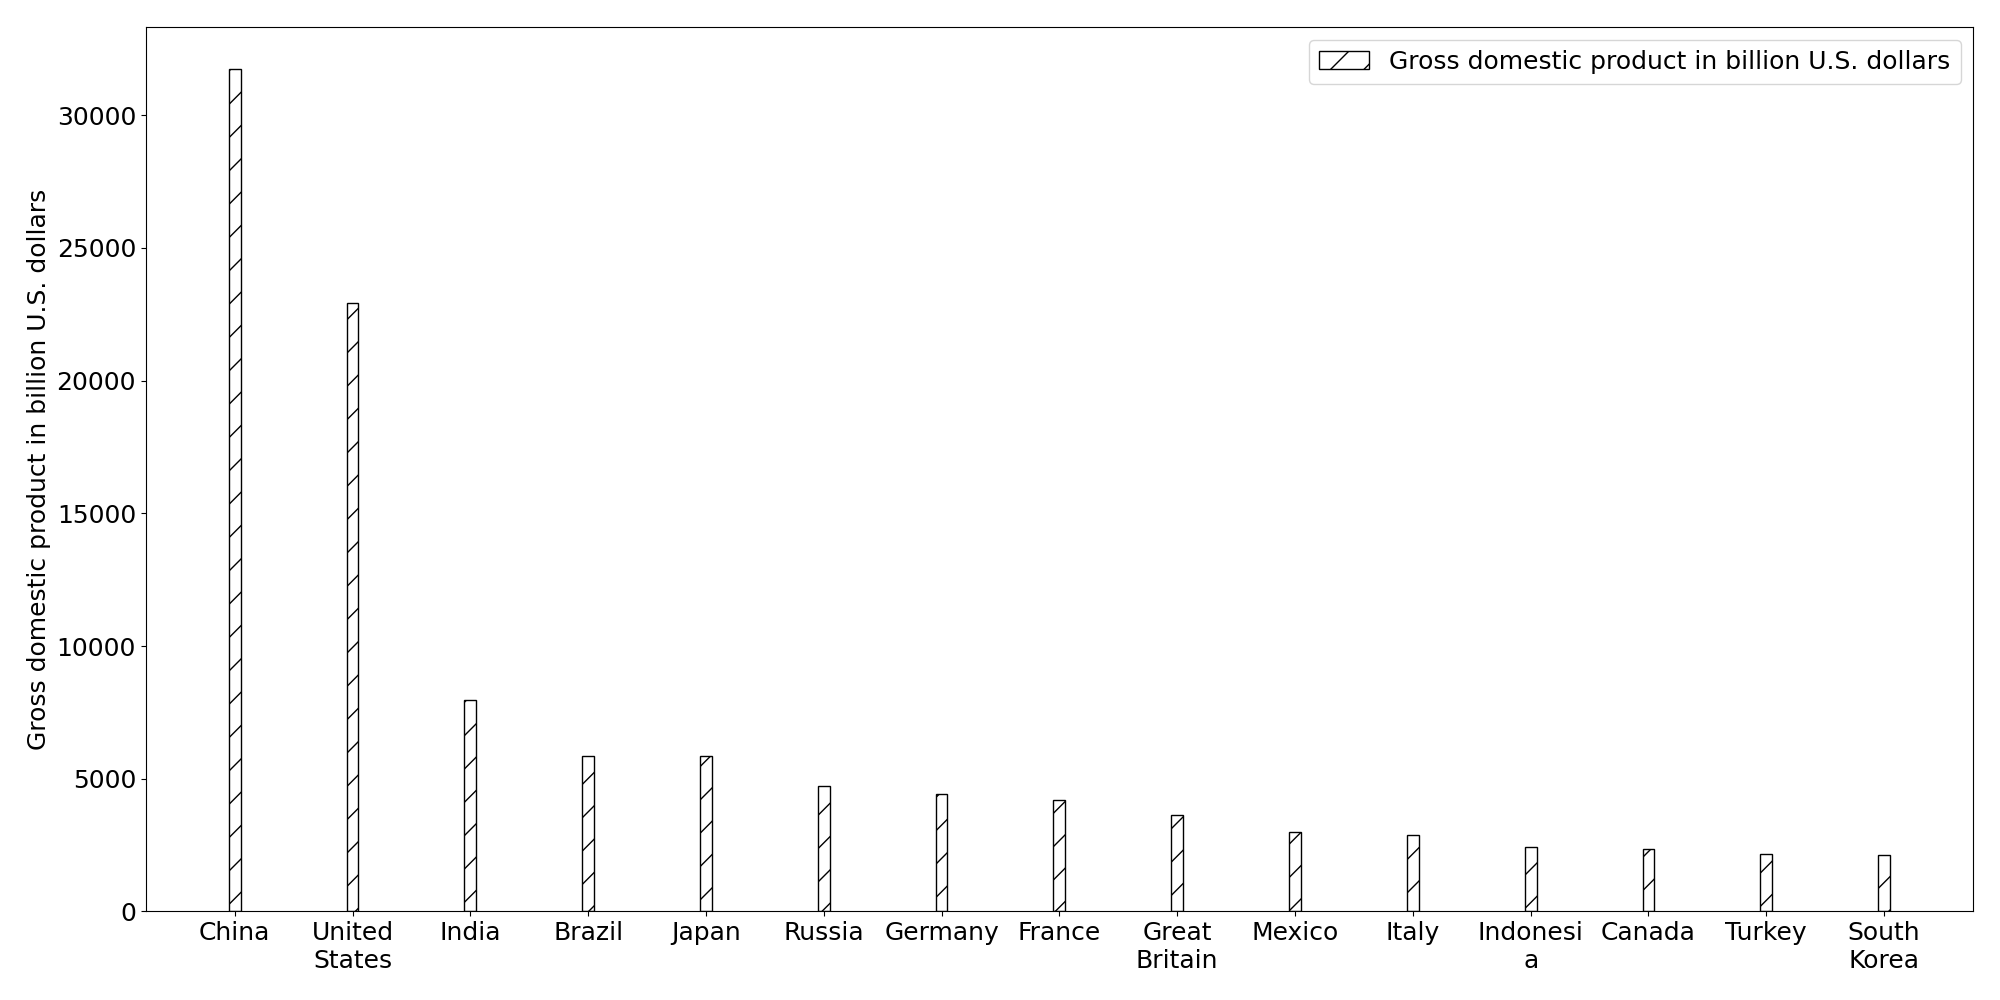 Gross domestic product in billion U.S. dollars
Gross domestic product in billion U.S. dollars
30000
25000
20000
15000
10000
5000
0
China
United
States
India
Brazil
Japan
Russia
Germany
France
Great
Britain
Mexico
Italy
Indonesi
a
Canada
Turkey
South
Korea